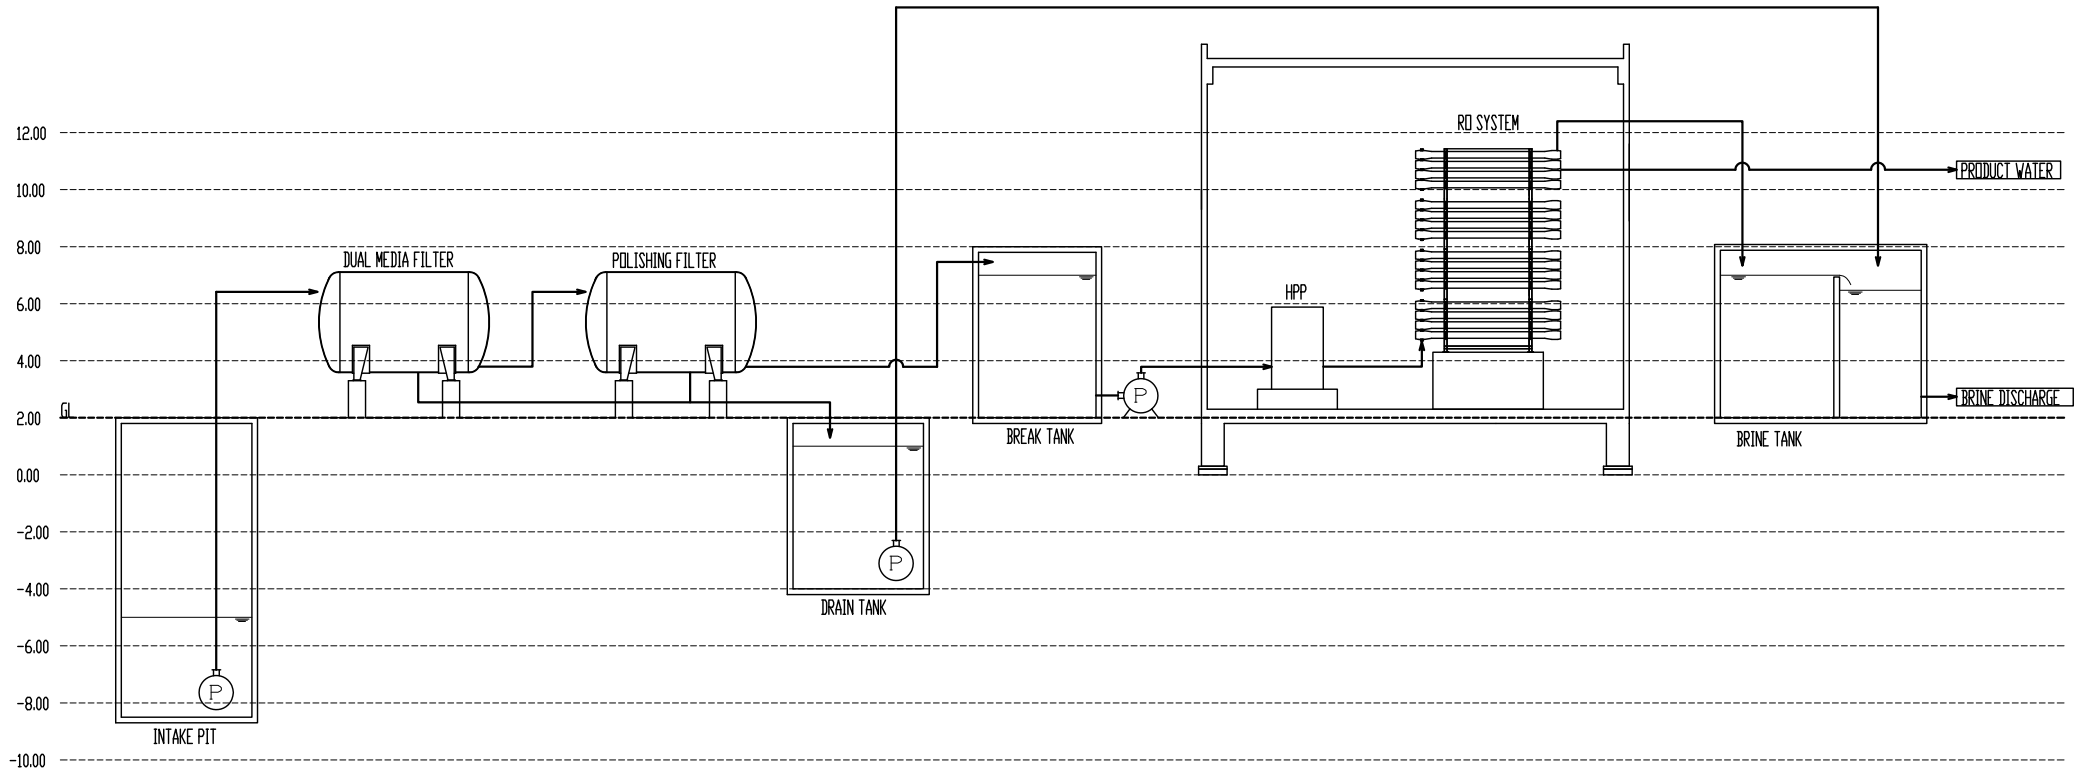 RO SYSTEM
12.00
PRODUCT WATER
10.00
8.00
DUAL MEDIA FILTER
POLISHING FILTER
HPP
6.00
4.00
P
GL
2.00
BRINE DISCHARGE
BREAK TANK
BRINE TANK
0.00
-2.00
P
-4.00
DRAIN TANK
-6.00
P
-8.00
INTAKE PIT
-10.00